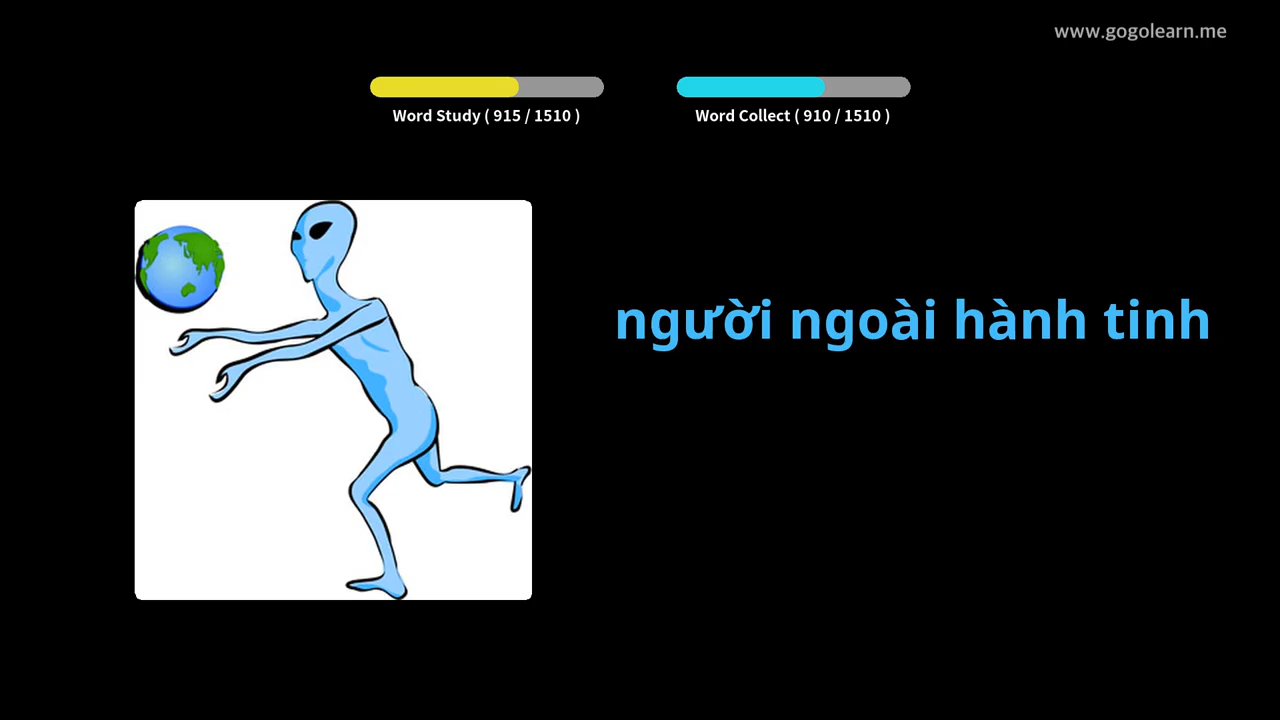 www.gogolearn.me
Word Study ( 915 / 1510 )
Word Collect ( 910 / 1510 )
người ngoài hành tinh